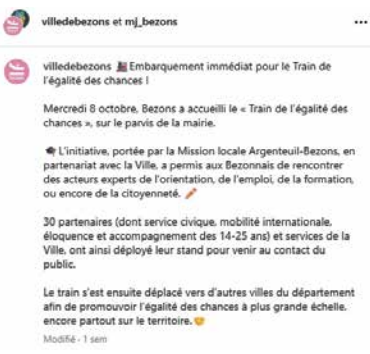 villedebezons et mj_bezons
villedebezons 🚂 Embarquement immédiat pour le Train de
l'égalité des chances !
Mercredi 8 octobre, Bezons a accueilli le « Train de l'égalité des
chances », sur le parvis de la mairie.
L'initiative, portée par la Mission locale Argenteuil-Bezons, en
partenariat avec la Ville, a permis aux Bezonnais de rencontrer
des acteurs experts de l'orientation, de l'emploi, de la formation,
ou encore de la citoyenneté.
30 partenaires (dont service civique, mobilité internationale,
éloquence et accompagnement des 14-25 ans) et services de la
Ville, ont ainsi déployé leur stand pour venir au contact du
public.
Le train s'est ensuite déplacé vers d'autres villes du département
afin de promouvoir l'égalité des chances à plus grande échelle,
encore partout sur le territoire.
Modifié · 1 sem